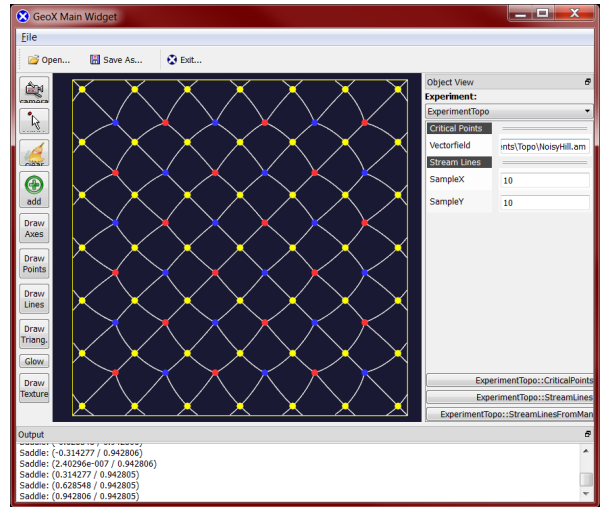 GeoX Main Widget
File
Open...
Save As...
Exit...
camera
clear
add
Draw
Axes
Draw
Points
Draw
Lines
Draw
Triang.
Glow
Draw
Texture
Object View
Experiment:
ExperimentTopo
Critical Points
Vectorfield
nts\Topo\NoisyHill.am
Stream Lines
SampleX
10
SampleY
10
ExperimentTopo::CriticalPoints
ExperimentTopo::StreamLines
ExperimentTopo::StreamLinesFromMan
Output
Saddle: (-0.314277 / 0.942806)
Saddle: (2.40296e-007 / 0.942806)
Saddle: (0.314277 / 0.942805)
Saddle: (0.628548 / 0.942805)
Saddle: (0.942806 / 0.942805)